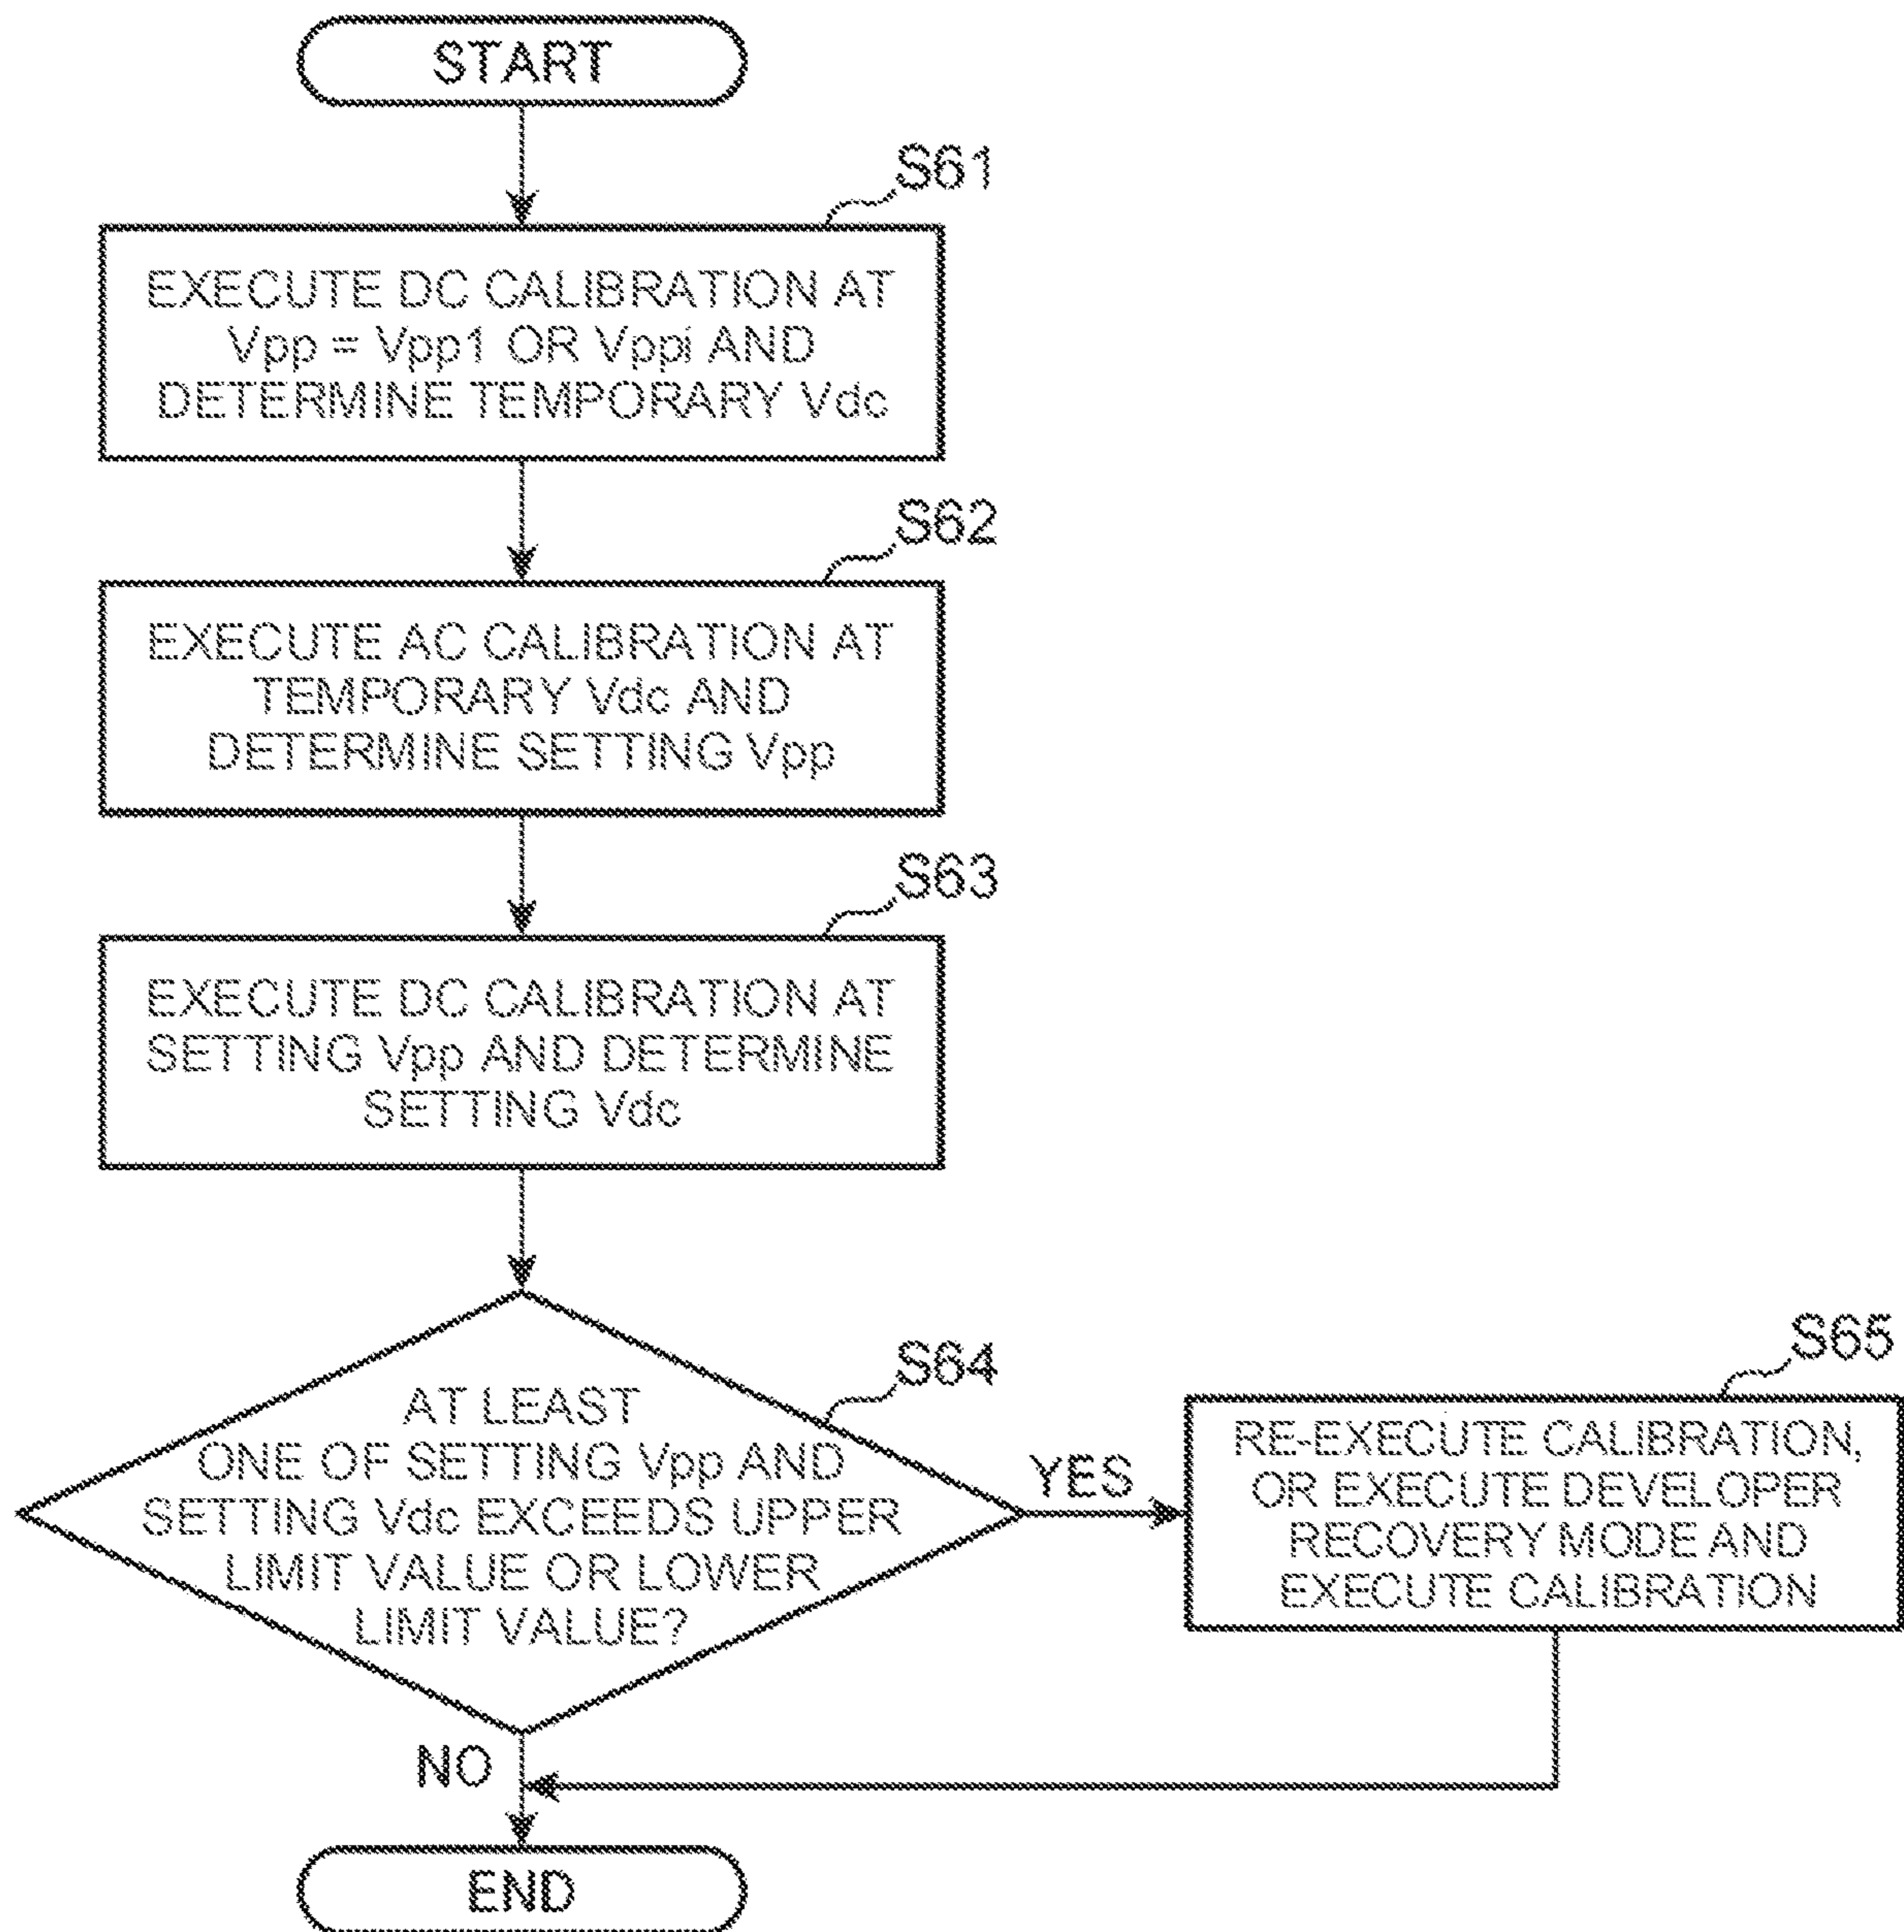 START
S61
EXECUTE DC CALIBRATION AT
Vpp = Vpp1 OR Vppi AND
DETERMINE TEMPORARY Vdc
S62
EXECUTE AC CALIBRATION AT
TEMPORARY Vdc AND
DETERMINE SETTING Vpp
S63
EXECUTE DC CALIBRATION AT
SETTING Vpp AND DETERMINE
SETTING Vdc
S64
AT LEAST
ONE OF SETTING Vpp AND
SETTING Vdc EXCEEDS UPPER
LIMIT VALUE OR LOWER
LIMIT VALUE?
YES
S65
RE-EXECUTE CALIBRATION,
OR EXECUTE DEVELOPER
RECOVERY MODE AND
EXECUTE CALIBRATION
NO
END